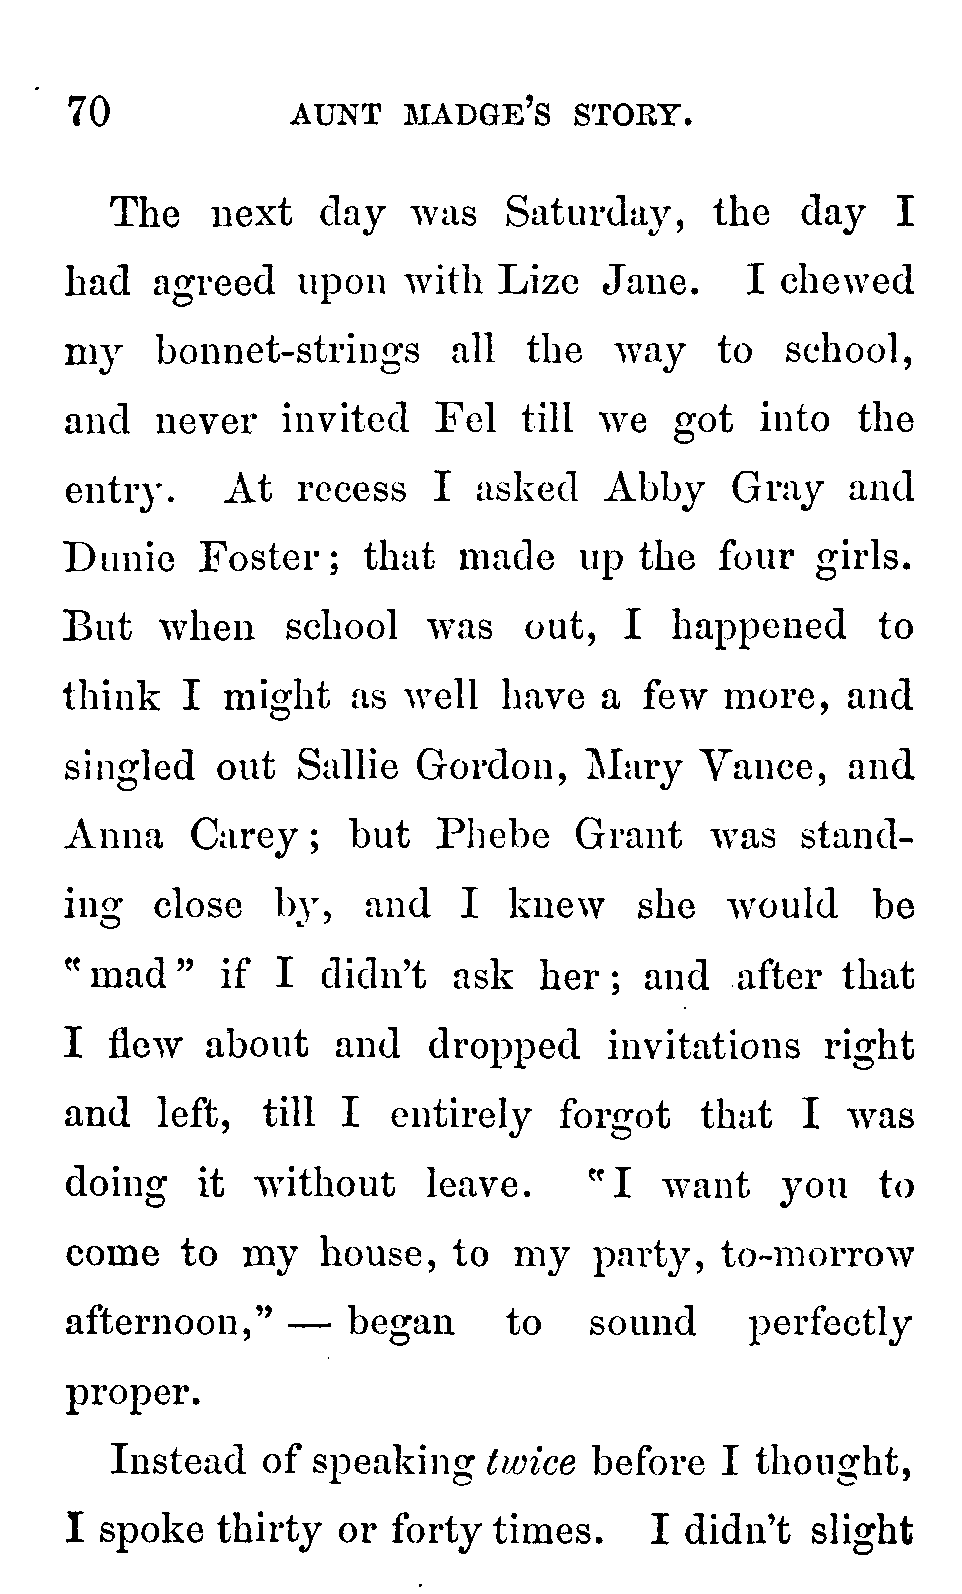 70 AUNT MADGE'S STORY.
The next day was Saturday, the day I
had agreed upon with Lize Jane. I chewed
my bonnet-strings all the way to school,
and never invited Fel till we got into the
entry. At recess I asked Abby Gray and
Dunie Foster; that made up the four girls.
But when school was out, I happened to
think I might as well have a few more, and
singled out Sallie Gordon, Mary Vance, and
Anna Carey; but Phebe Grant was stand-
ing close by, and I knew she would be
"mad" if I didn't ask her; and after that
I flew about and dropped invitations right
and left, till I entirely forgot that I was
doing it without leave. "I want you to
come to my house, to my party, to-morrow
afternoon," — began to sound perfectly
proper.
Instead of speaking twice before I thought,
I spoke thirty or forty times. I didn't slight